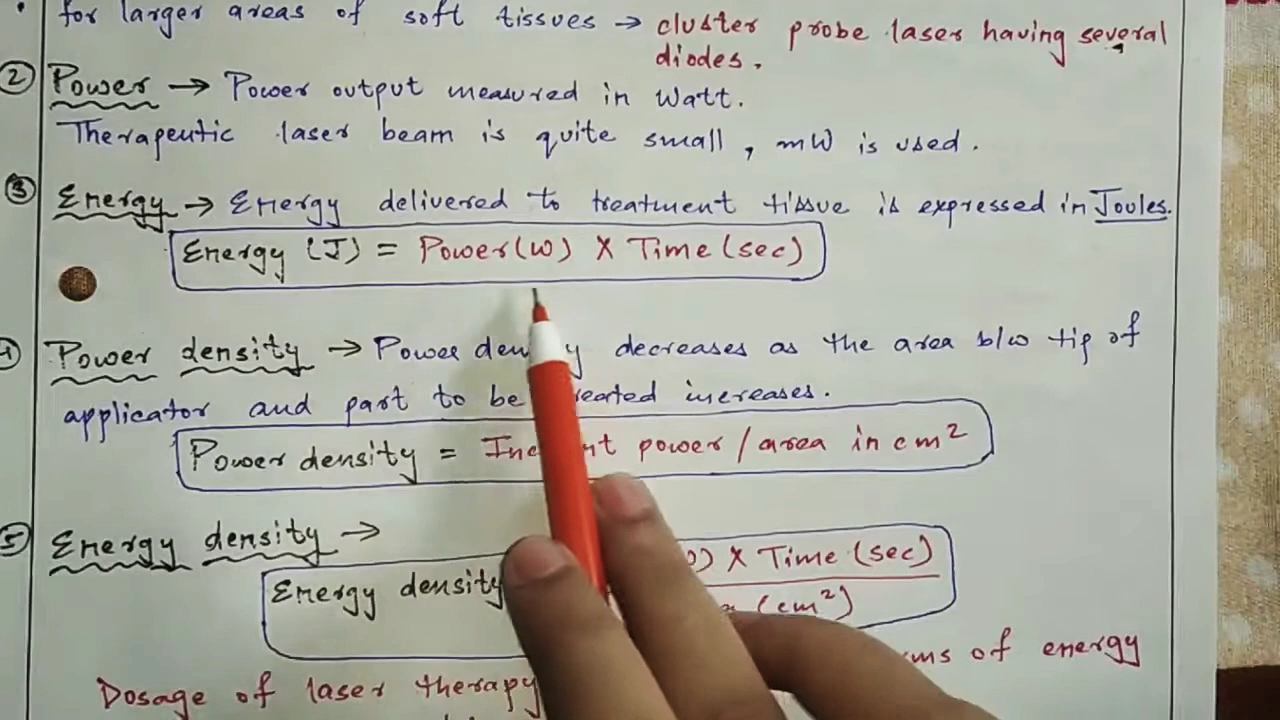 for larger areas of soft tissues → cluster probe laser having several
diodes.
② Power → Power output measured in Watt.
Therapeutic laser beam is quite small, mW is used.
③ Energy → Energy delivered to treatment tissue is expressed in Joules.
Energy (J) = Power(w) X Time (sec)
Power density → Power density decreases as the area b/w tip of
applicator and part to be treated increases.
Power density = Incident power / area in cm²
⑤ Energy density →
Energy density X Time (sec)
(cm²)
of energy
Dosage of laser therapy